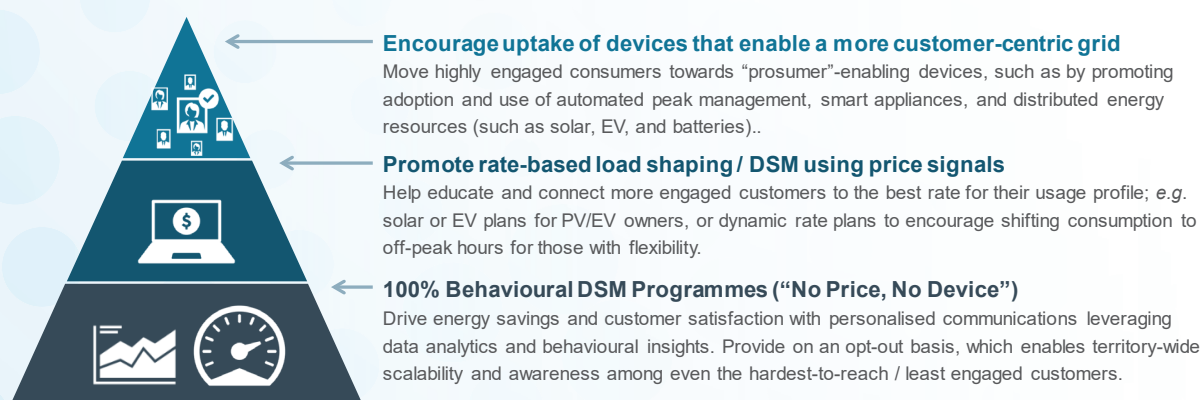 Encourage uptake of devices that enable a more customer-centric grid
Move highly engaged consumers towards “prosumer”-enabling devices, such as by promoting
adoption and use of automated peak management, smart appliances, and distributed energy
resources (such as solar, EV, and batteries)..
Promote rate-based load shaping / DSM using price signals
Help educate and connect more engaged customers to the best rate for their usage profile; e.g.
solar or EV plans for PV/EV owners, or dynamic rate plans to encourage shifting consumption to
off-peak hours for those with flexibility.
$
100% Behavioural DSM Programmes (“No Price, No Device”)
Drive energy savings and customer satisfaction with personalised communications leveraging
data analytics and behavioural insights. Provide on an opt-out basis, which enables territory-wide
scalability and awareness among even the hardest-to-reach / least engaged customers.